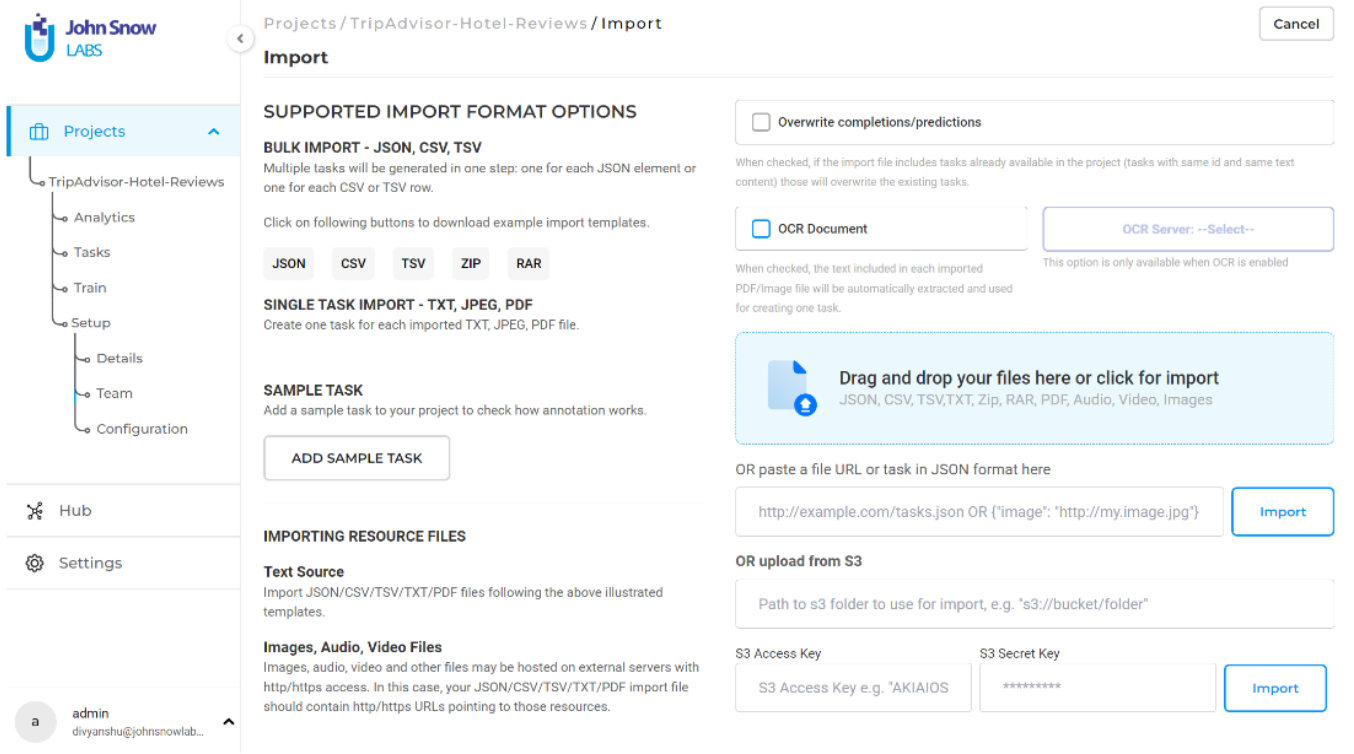 John Snow
LABS
Projects
TripAdvisor-Hotel-Reviews
Analytics
Tasks
Train
Setup
Details
Team
Configuration
Hub
Settings
a
admin
divyanshu@johnsnowlab...
Projects/TripAdvisor-Hotel-Reviews/Import
Cancel
Import
SUPPORTED IMPORT FORMAT OPTIONS
BULK IMPORT - JSON, CSV, TSV
Multiple tasks will be generated in one step: one for each JSON element or
one for each CSV or TSV row.
Click on following buttons to download example import templates.
JSON CSV TSV ZIP RAR
SINGLE TASK IMPORT - TXT, JPEG, PDF
Create one task for each imported TXT, JPEG, PDF file.
SAMPLE TASK
Add a sample task to your project to check how annotation works.
ADD SAMPLE TASK
IMPORTING RESOURCE FILES
Text Source
Import JSON/CSV/TSV/TXT/PDF files following the above illustrated
templates.
Images, Audio, Video Files
Images, audio, video and other files may be hosted on external servers with
http/https access. In this case, your JSON/CSV/TSV/TXT/PDF import file
should contain http/https URLs pointing to those resources.
Overwrite completions/predictions
When checked, if the import file includes tasks already available in the project (tasks with same id and same text
content) those will overwrite the existing tasks.
OCR Document
When checked, the text included in each imported
PDF/Image file will be automatically extracted and used
for creating one task.
OCR Server: --Select--
This option is only available when OCR is enabled
Drag and drop your files here or click for import
JSON, CSV, TSV,TXT, Zip, RAR, PDF, Audio, Video, Images
OR paste a file URL or task in JSON format here
http://example.com/tasks.json OR {"image": "http://my.image.jpg"}
Import
OR upload from S3
Path to s3 folder to use for import, e.g. "s3://bucket/folder"
S3 Access Key
S3 Access Key e.g. "AKIAIOS
S3 Secret Key
*********
Import